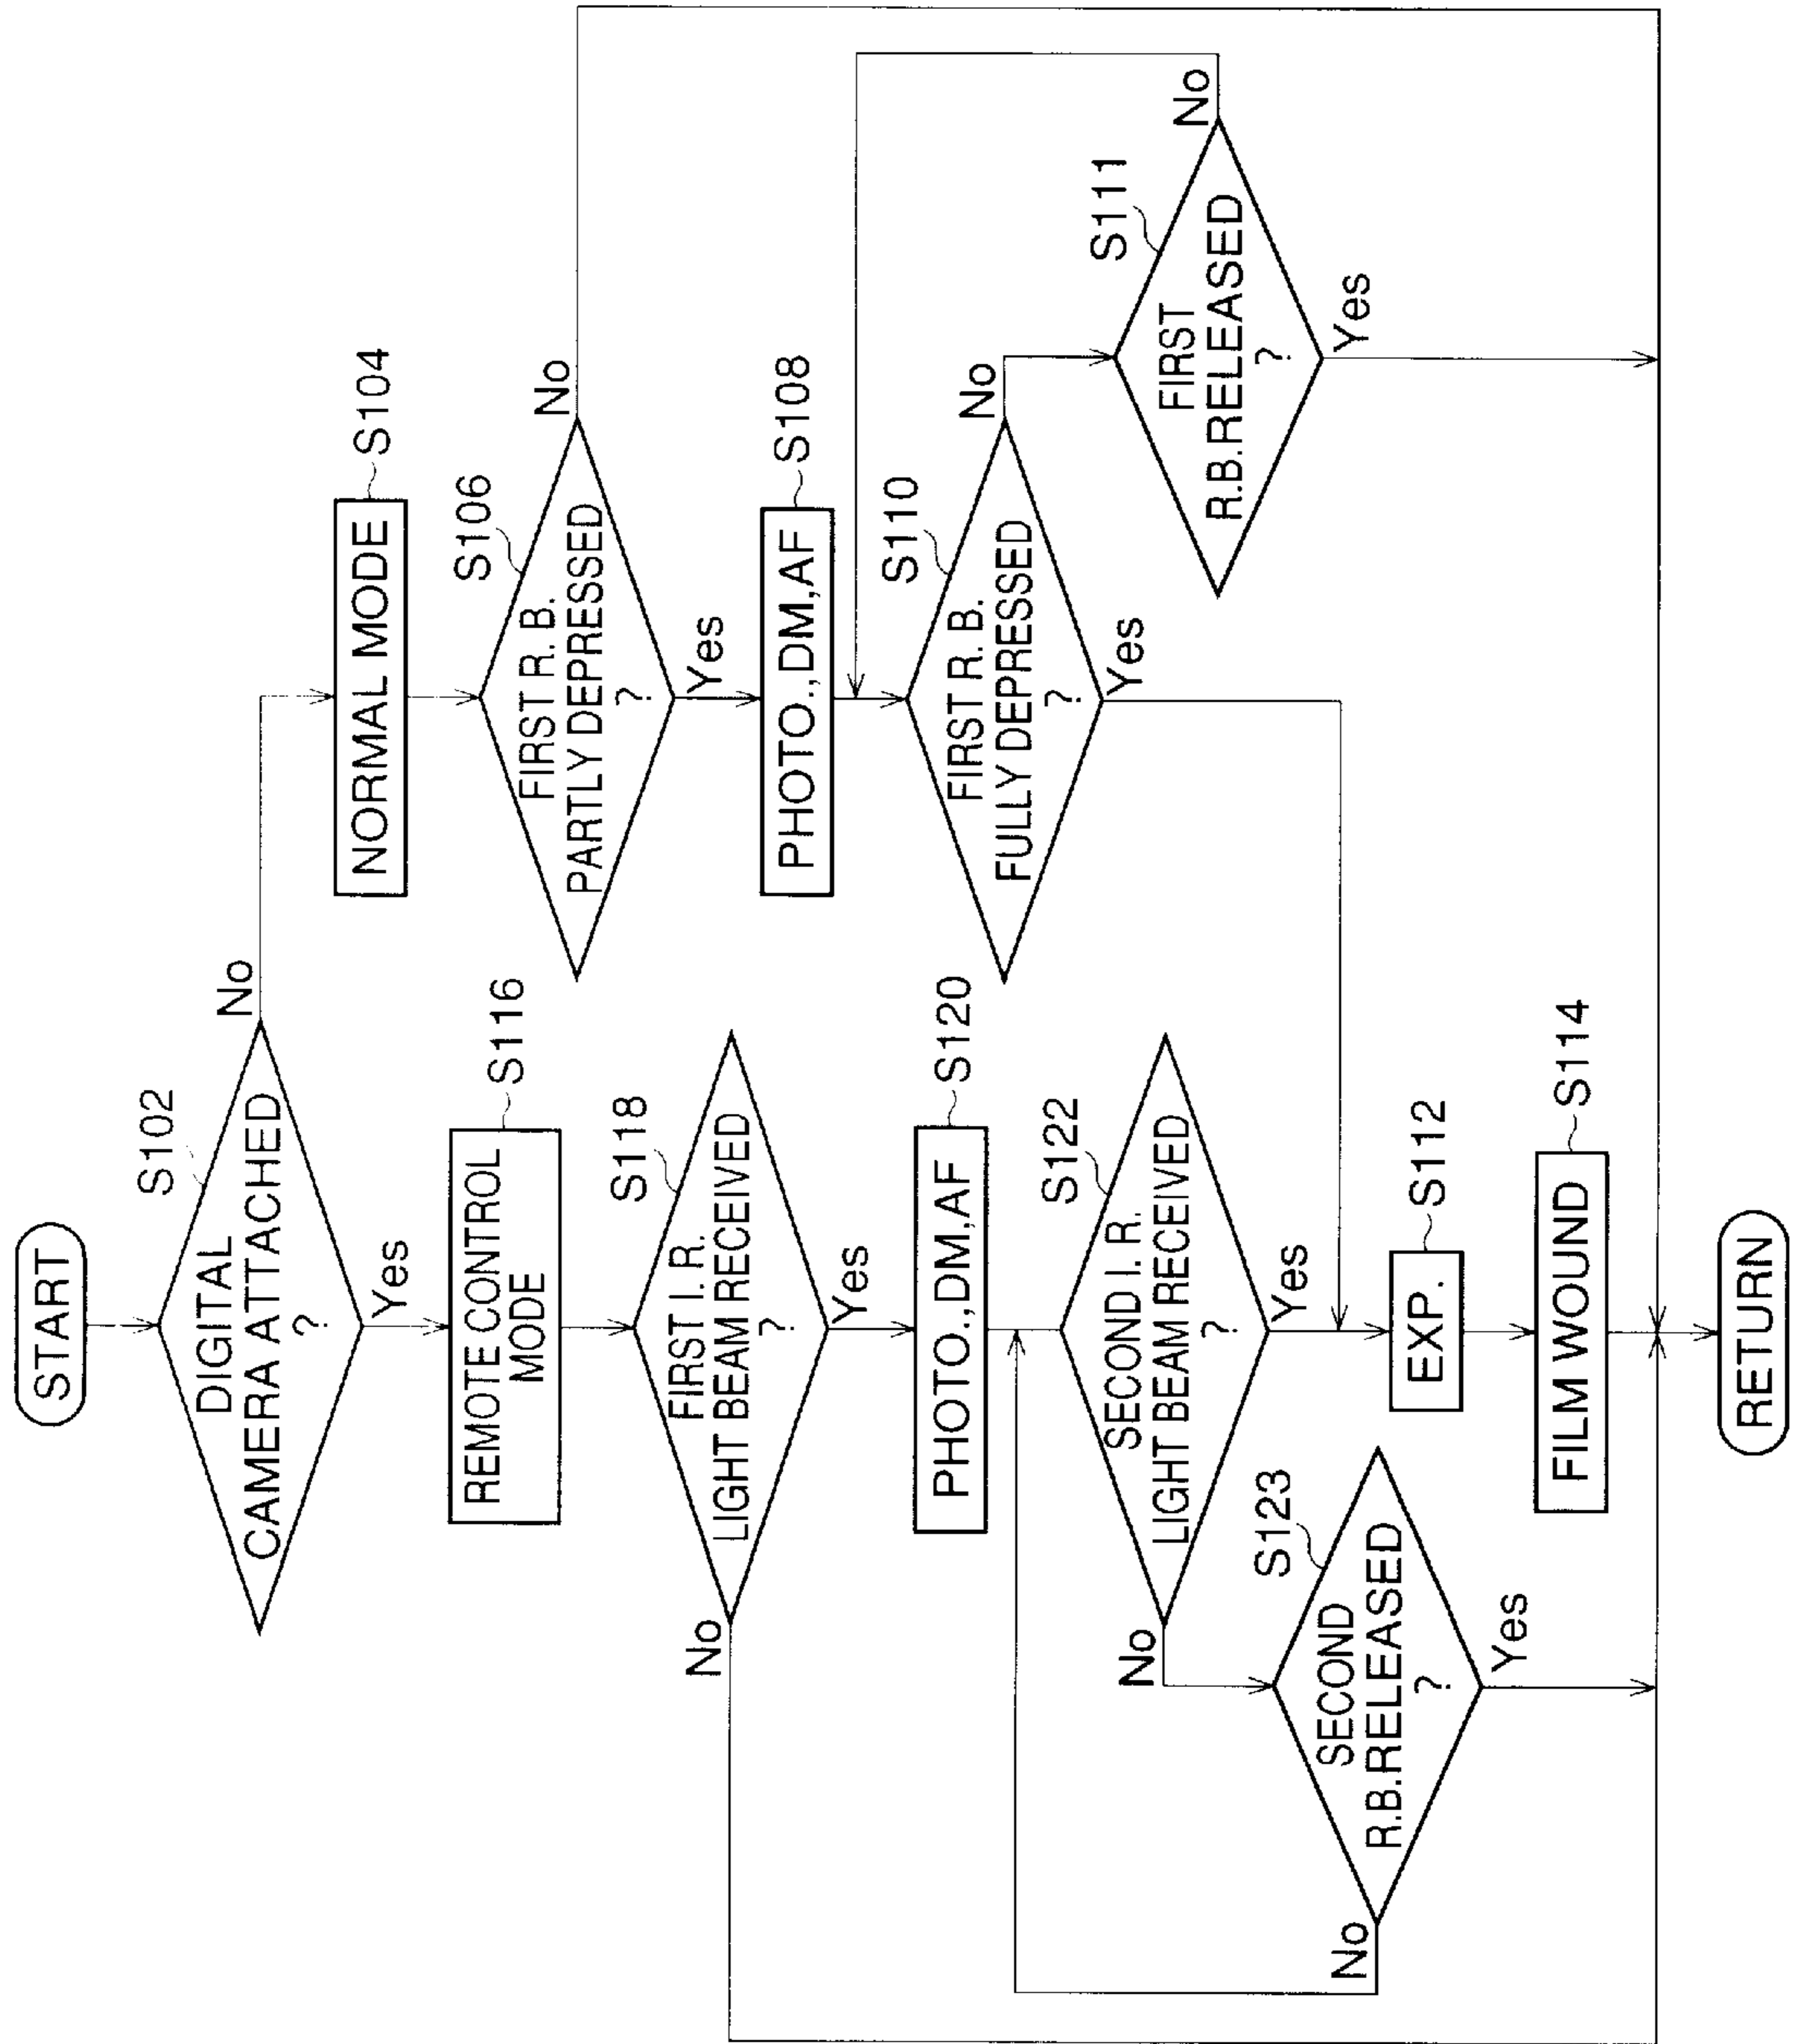 START
DIGITAL
CAMERA ATTACHED
?
S102
No
Yes
NORMAL MODE
S104
REMOTE CONTROL
MODE
S116
FIRST R. B.
PARTLY DEPRESSED
?
S106
No
Yes
FIRST I. R.
LIGHT BEAM RECEIVED
?
S118
No
Yes
PHOTO.,DM,AF
S108
PHOTO.,DM,AF
S120
FIRST R. B.
FULLY DEPRESSED
?
S110
No
Yes
FIRST
R.B.RELEASED
?
S111
No
Yes
SECOND I. R.
LIGHT BEAM RECEIVED
?
S122
No
Yes
SECOND
R.B.RELEASED
?
S123
No
Yes
EXP.
S112
FILM WOUND
S114
RETURN